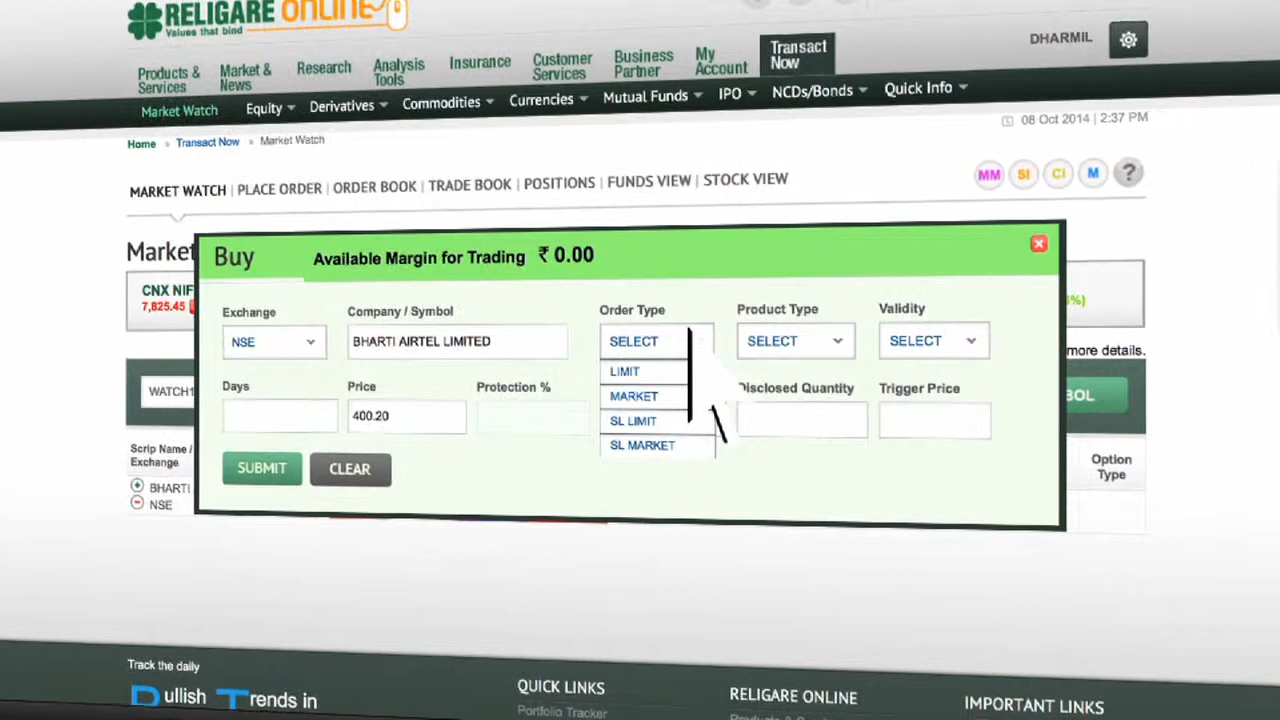 RELIGARE ONLINE
Values that bind
DHARMIL
Products & Services
Market & News
Research
Analysis Tools
Insurance
Customer Services
Business Partner
My Account
Transact Now
Market Watch
Equity
Derivatives
Commodities
Currencies
Mutual Funds
IPO
NCDs/Bonds
Quick Info
08 Oct 2014 | 2:37 PM
Home » Transact Now » Market Watch
MARKET WATCH | PLACE ORDER | ORDER BOOK | TRADE BOOK | POSITIONS | FUNDS VIEW | STOCK VIEW
MM SI CI M ?
Market
CNX NIF
7,825.45
%)
more details.
WATCH1
BOL
Buy
Available Margin for Trading ₹ 0.00
Exchange
Company / Symbol
Order Type
Product Type
Validity
NSE
BHARTI AIRTEL LIMITED
SELECT
SELECT
SELECT
LIMIT
MARKET
SL LIMIT
SL MARKET
Days
Price
Protection %
Disclosed Quantity
Trigger Price
400.20
SUBMIT
CLEAR
Scrip Name /
Exchange
Option
Type
BHARTI
NSE
Track the daily
Bullish Trends in
QUICK LINKS
Portfolio Tracker
RELIGARE ONLINE
IMPORTANT LINKS